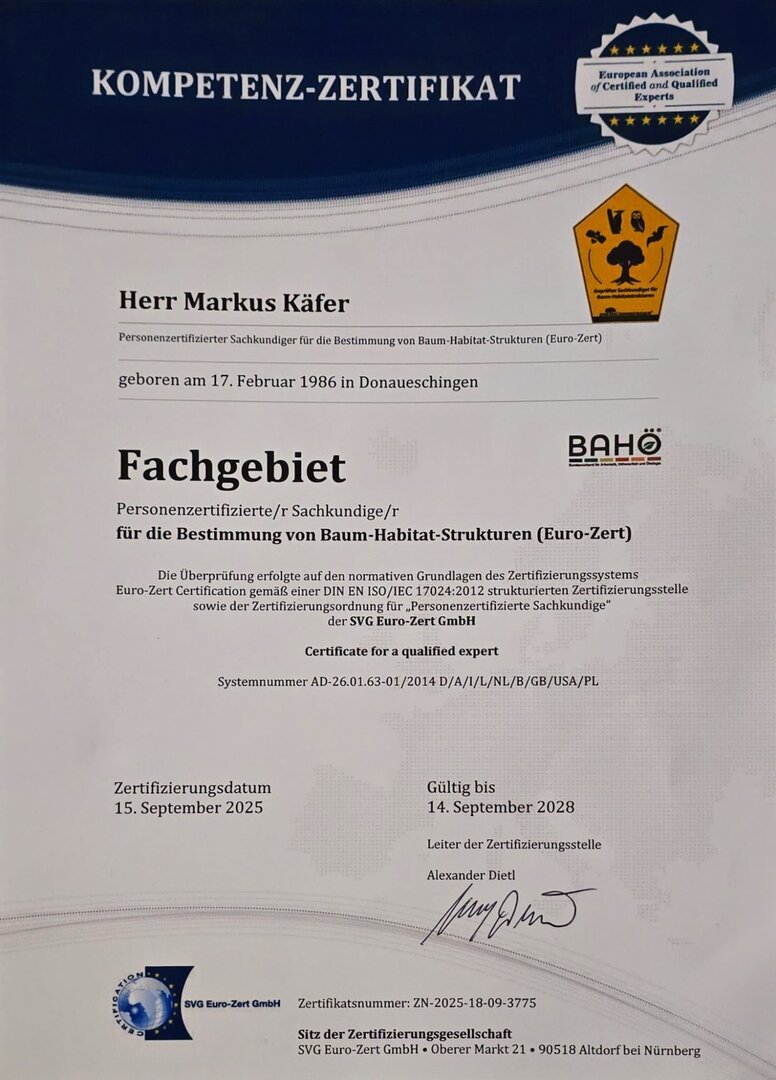 KOMPETENZ-ZERTIFIKAT
European Association
of Certified and Qualified
Experts
Geprüfter Sachkundiger für
Baum-Habitatstrukturen
Herr Markus Käfer
Personenzertifizierter Sachkundiger für die Bestimmung von Baum-Habitat-Strukturen (Euro-Zert)
geboren am 17. Februar 1986 in Donaueschingen
BAHÖ
Fachgebiet
Personenzertifizierte/r Sachkundige/r
für die Bestimmung von Baum-Habitat-Strukturen (Euro-Zert)
Die Überprüfung erfolgte auf den normativen Grundlagen des Zertifizierungssystems
Euro-Zert Certification gemäß einer DIN EN ISO/IEC 17024:2012 strukturierten Zertifizierungsstelle
sowie der Zertifizierungsordnung für „Personenzertifizierte Sachkundige“
der SVG Euro-Zert GmbH
Certificate for a qualified expert
Systemnummer AD-26.01.63-01/2014 D/A/I/L/NL/B/GB/USA/PL
Zertifizierungsdatum
15. September 2025
Gültig bis
14. September 2028
Leiter der Zertifizierungsstelle
Alexander Dietl
CERTIFICATION
SVG Euro-Zert GmbH
Zertifikatsnummer: ZN-2025-18-09-3775
Sitz der Zertifizierungsgesellschaft
SVG Euro-Zert GmbH • Oberer Markt 21 • 90518 Altdorf bei Nürnberg